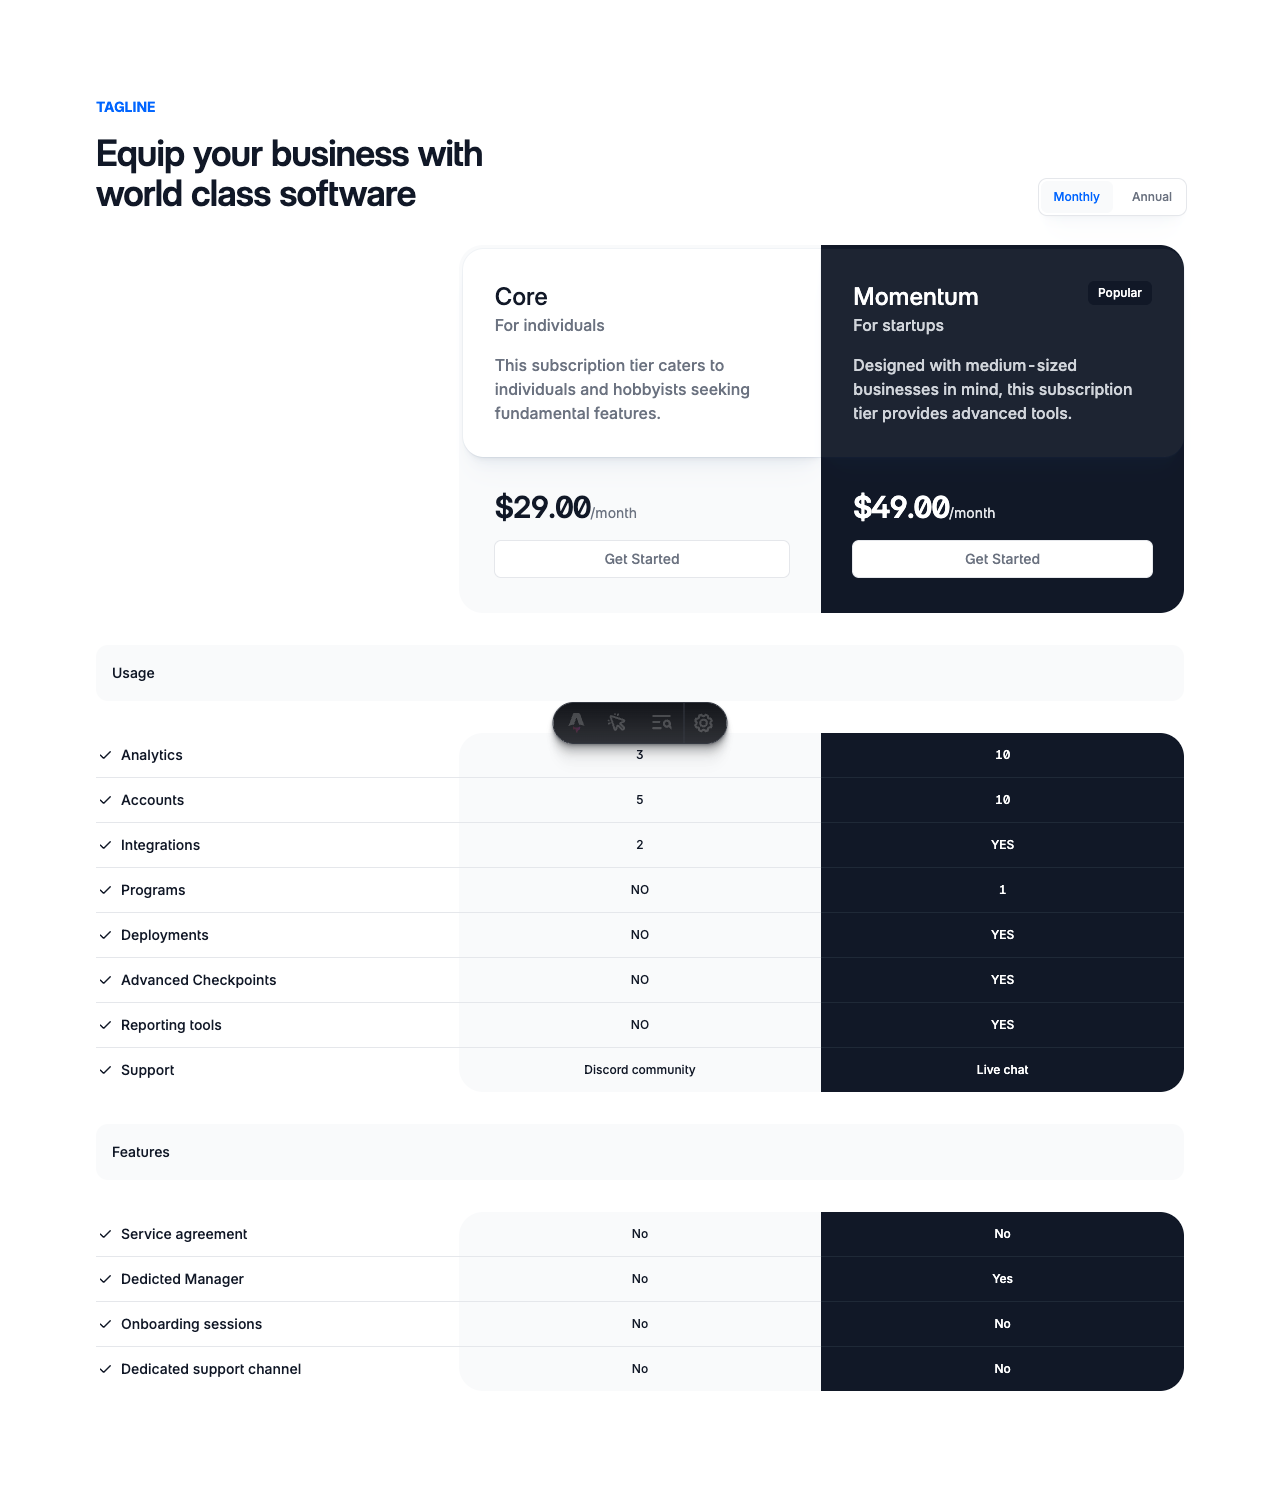 TAGLINE
Equip your business with
world class software
Monthly Annual
Core
For individuals
This subscription tier caters to
individuals and hobbyists seeking
fundamental features.
Momentum
Popular
For startups
Designed with medium-sized
businesses in mind, this subscription
tier provides advanced tools.
$29.00/month
Get Started
$49.00/month
Get Started
Usage
Analytics 3 10
Accounts 5 10
Integrations 2 YES
Programs NO 1
Deployments NO YES
Advanced Checkpoints NO YES
Reporting tools NO YES
Support Discord community Live chat
Features
Service agreement No No
Dedicted Manager No Yes
Onboarding sessions No No
Dedicated support channel No No